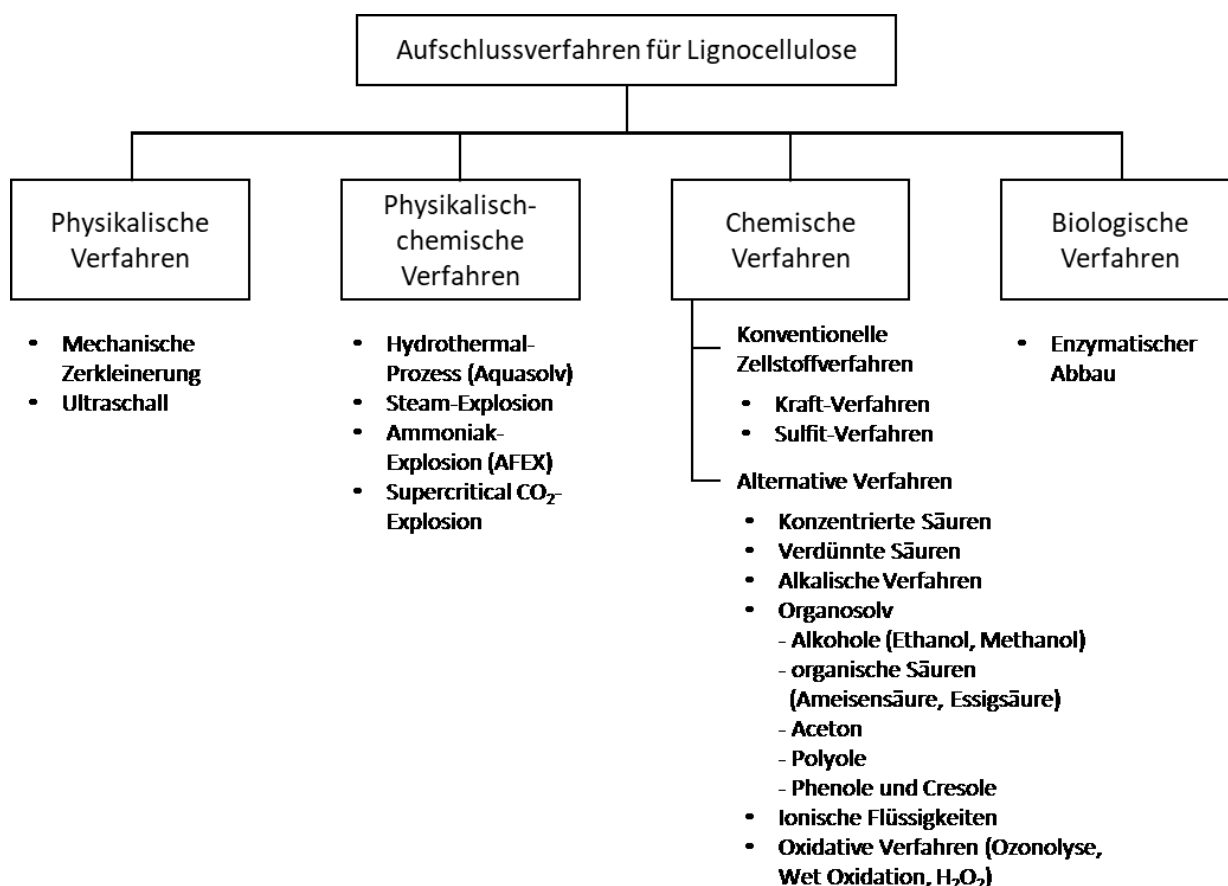 Aufschlussverfahren für Lignocellulose
Physikalische
Verfahren
• Mechanische
Zerkleinerung
• Ultraschall
Physikalisch-
chemische
Verfahren
• Hydrothermal-
Prozess (Aquasolv)
• Steam-Explosion
• Ammoniak-
Explosion (AFEX)
• Supercritical CO₂-
Explosion
Chemische
Verfahren
Konventionelle
Zellstoffverfahren
• Kraft-Verfahren
• Sulfit-Verfahren
Alternative Verfahren
• Konzentrierte Säuren
• Verdünnte Säuren
• Alkalische Verfahren
• Organosolv
- Alkohole (Ethanol, Methanol)
- organische Säuren
(Ameisensäure, Essigsäure)
- Aceton
- Polyole
- Phenole und Cresole
• Ionische Flüssigkeiten
• Oxidative Verfahren (Ozonolyse,
Wet Oxidation, H₂O₂)
Biologische
Verfahren
• Enzymatischer
Abbau